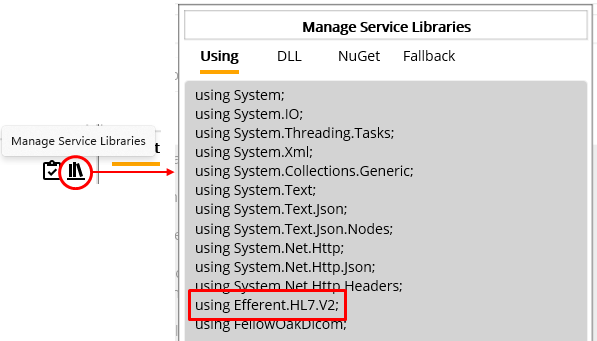 Manage Service Libraries
Using DLL NuGet Fallback
using System;
using System.IO;
using System.Threading.Tasks;
using System.Xml;
using System.Collections.Generic;
using System.Text;
using System.Text.Json;
using System.Text.Json.Nodes;
using System.Net.Http;
using System.Net.Http.Json;
using System.Net.Http.Headers;
using Efferent.HL7.V2;
using FellowOakDicom;
Manage Service Libraries